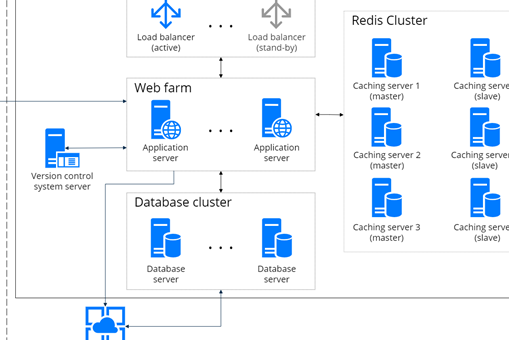 Load balancer
(active)
Load balancer
(stand-by)
Redis Cluster
Caching server 1
(master)
Caching server
(slave)
Web farm
Application
server
Application
server
Caching server 2
(master)
Caching server
(slave)
Version control
system server
Database cluster
Database
server
Database
server
Caching server 3
(master)
Caching server
(slave)